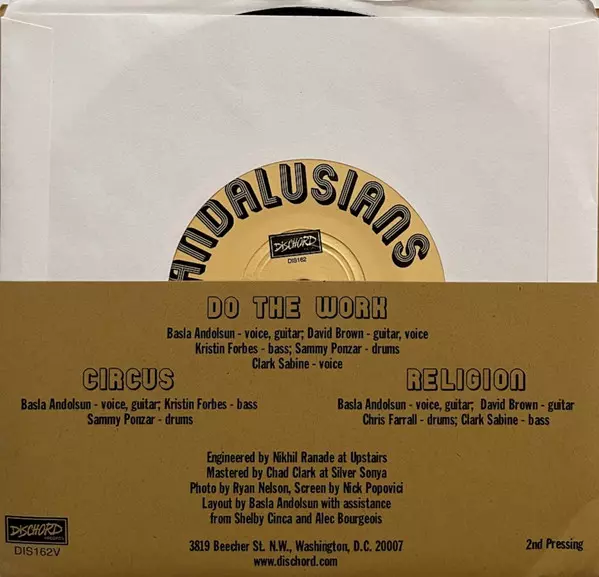 ANDALUSIANS
DISCHORD
DIS162
DO THE WORK
Basla Andolsun - voice, guitar; David Brown - guitar, voice
Kristin Forbes - bass; Sammy Ponzar - drums
Clark Sabine - voice
CIRCUS
Basla Andolsun - voice, guitar; Kristin Forbes - bass
Sammy Ponzar - drums
RELIGION
Basla Andolsun - voice, guitar; David Brown - guitar
Chris Farrall - drums; Clark Sabine - bass
Engineered by Nikhil Ranade at Upstairs
Mastered by Chad Clark at Silver Sonya
Photo by Ryan Nelson, Screen by Nick Popovici
Layout by Basla Andolsun with assistance
from Shelby Cinca and Alec Bourgeois
DISCHORD
RECORDS
DIS162V
3819 Beecher St. N.W., Washington, D.C. 20007
www.dischord.com
2nd Pressing